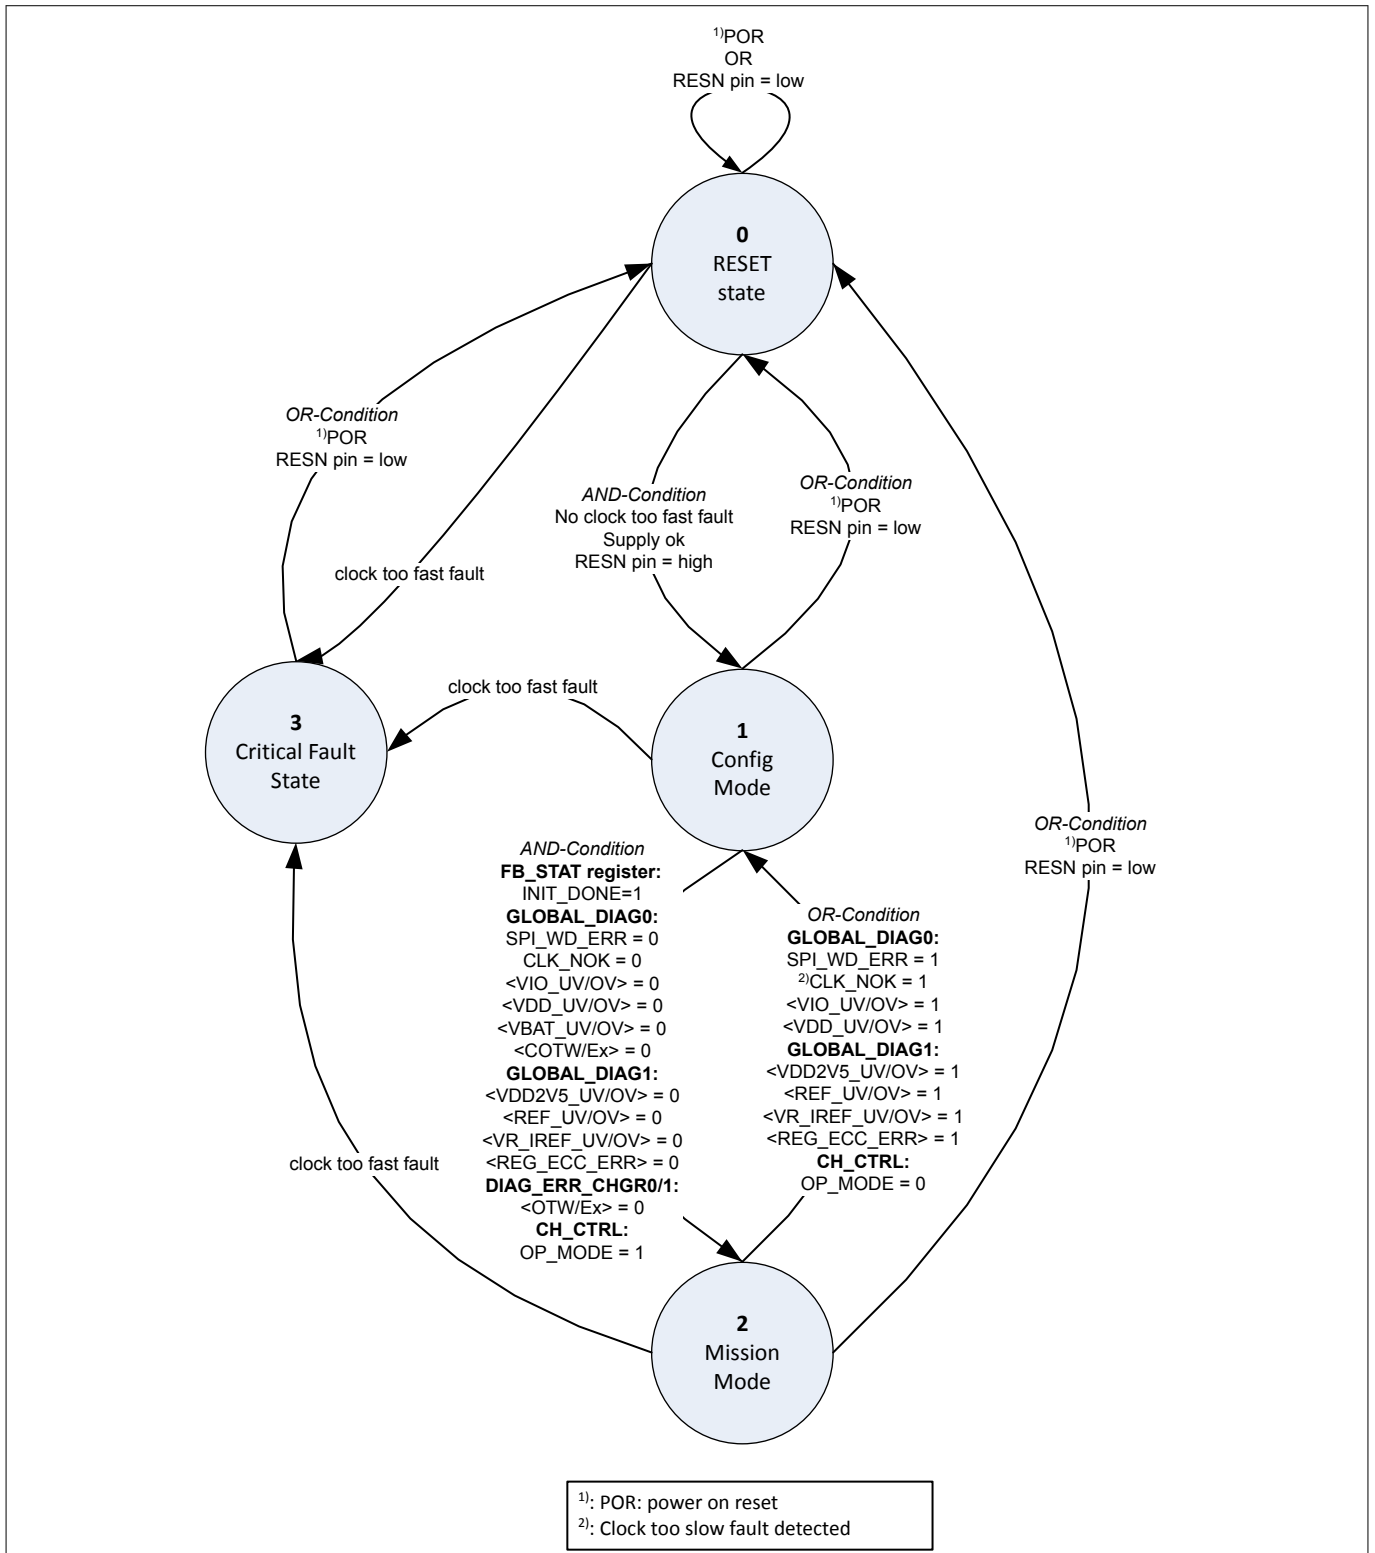 ¹⁾POR
OR
RESN pin = low
0
RESET
state
OR-Condition
¹⁾POR
RESN pin = low
AND-Condition
No clock too fast fault
Supply ok
RESN pin = high
OR-Condition
¹⁾POR
RESN pin = low
clock too fast fault
clock too fast fault
3
Critical Fault
State
1
Config
Mode
OR-Condition
¹⁾POR
RESN pin = low
AND-Condition
FB_STAT register:
INIT_DONE=1
GLOBAL_DIAG0:
SPI_WD_ERR = 0
CLK_NOK = 0
<VIO_UV/OV> = 0
<VDD_UV/OV> = 0
<VBAT_UV/OV> = 0
<COTW/Ex> = 0
GLOBAL_DIAG1:
<VDD2V5_UV/OV> = 0
<REF_UV/OV> = 0
<VR_IREF_UV/OV> = 0
<REG_ECC_ERR> = 0
DIAG_ERR_CHGR0/1:
<OTW/Ex> = 0
CH_CTRL:
OP_MODE = 1
OR-Condition
GLOBAL_DIAG0:
SPI_WD_ERR = 1
²⁾CLK_NOK = 1
<VIO_UV/OV> = 1
<VDD_UV/OV> = 1
GLOBAL_DIAG1:
<VDD2V5_UV/OV> = 1
<REF_UV/OV> = 1
<VR_IREF_UV/OV> = 1
<REG_ECC_ERR> = 1
CH_CTRL:
OP_MODE = 0
clock too fast fault
2
Mission
Mode
¹⁾: POR: power on reset
²⁾: Clock too slow fault detected